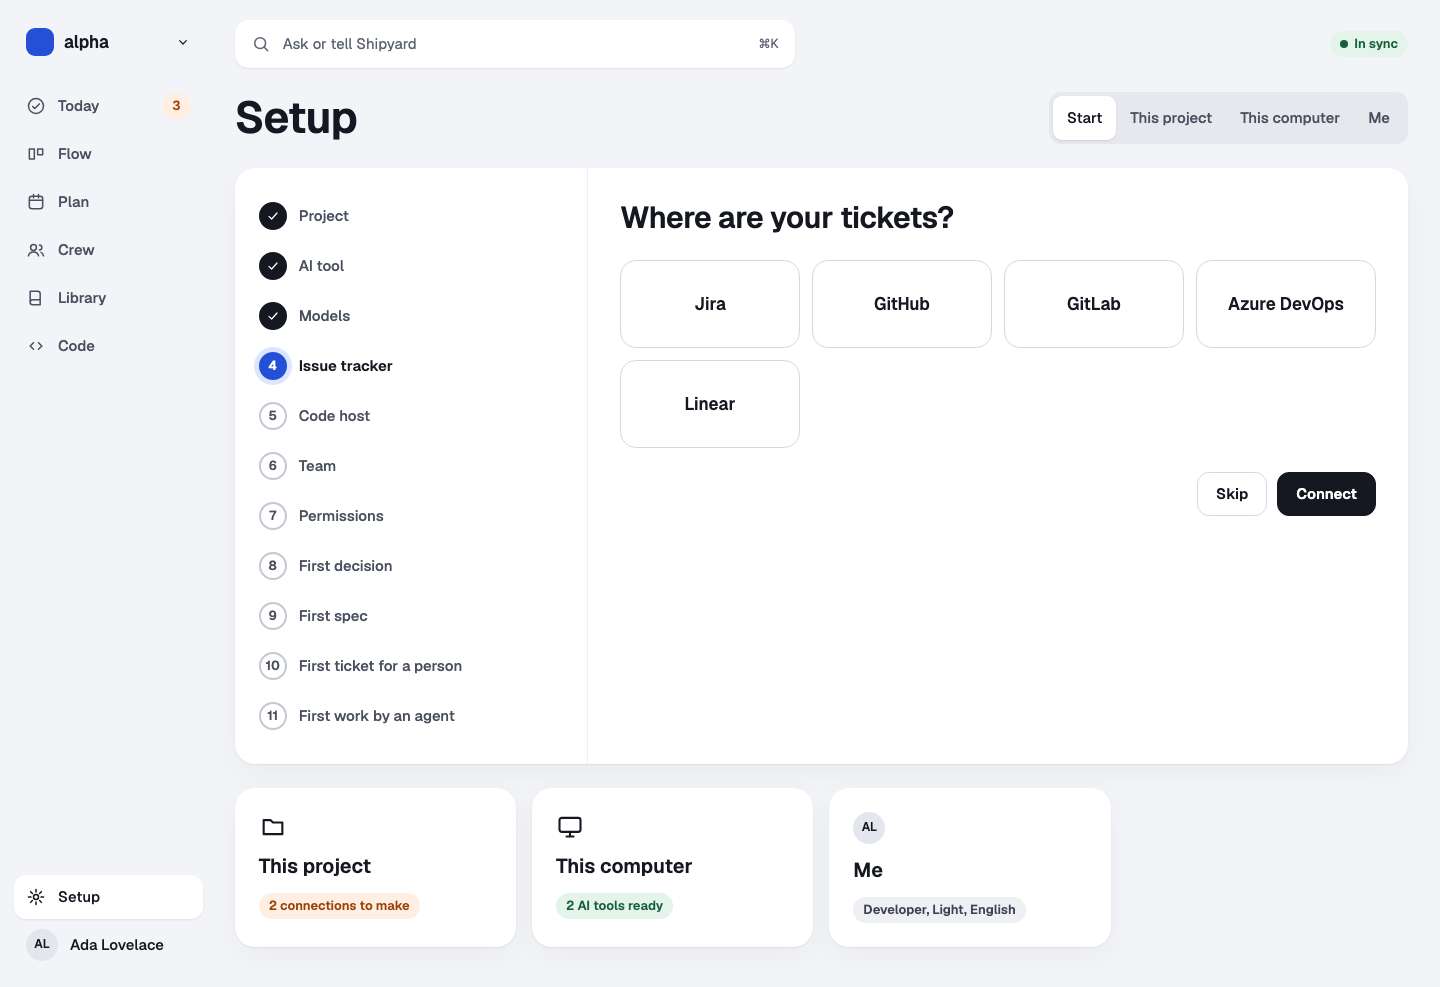 alpha
Ask or tell Shipyard
⌘K
In sync
Today
3
Flow
Plan
Crew
Library
Code
Setup
Start
This project
This computer
Me
Project
AI tool
Models
4
Issue tracker
5
Code host
6
Team
7
Permissions
8
First decision
9
First spec
10
First ticket for a person
11
First work by an agent
Where are your tickets?
Jira
GitHub
GitLab
Azure DevOps
Linear
Skip
Connect
This project
2 connections to make
This computer
2 AI tools ready
AL
Me
Developer, Light, English
Setup
AL
Ada Lovelace